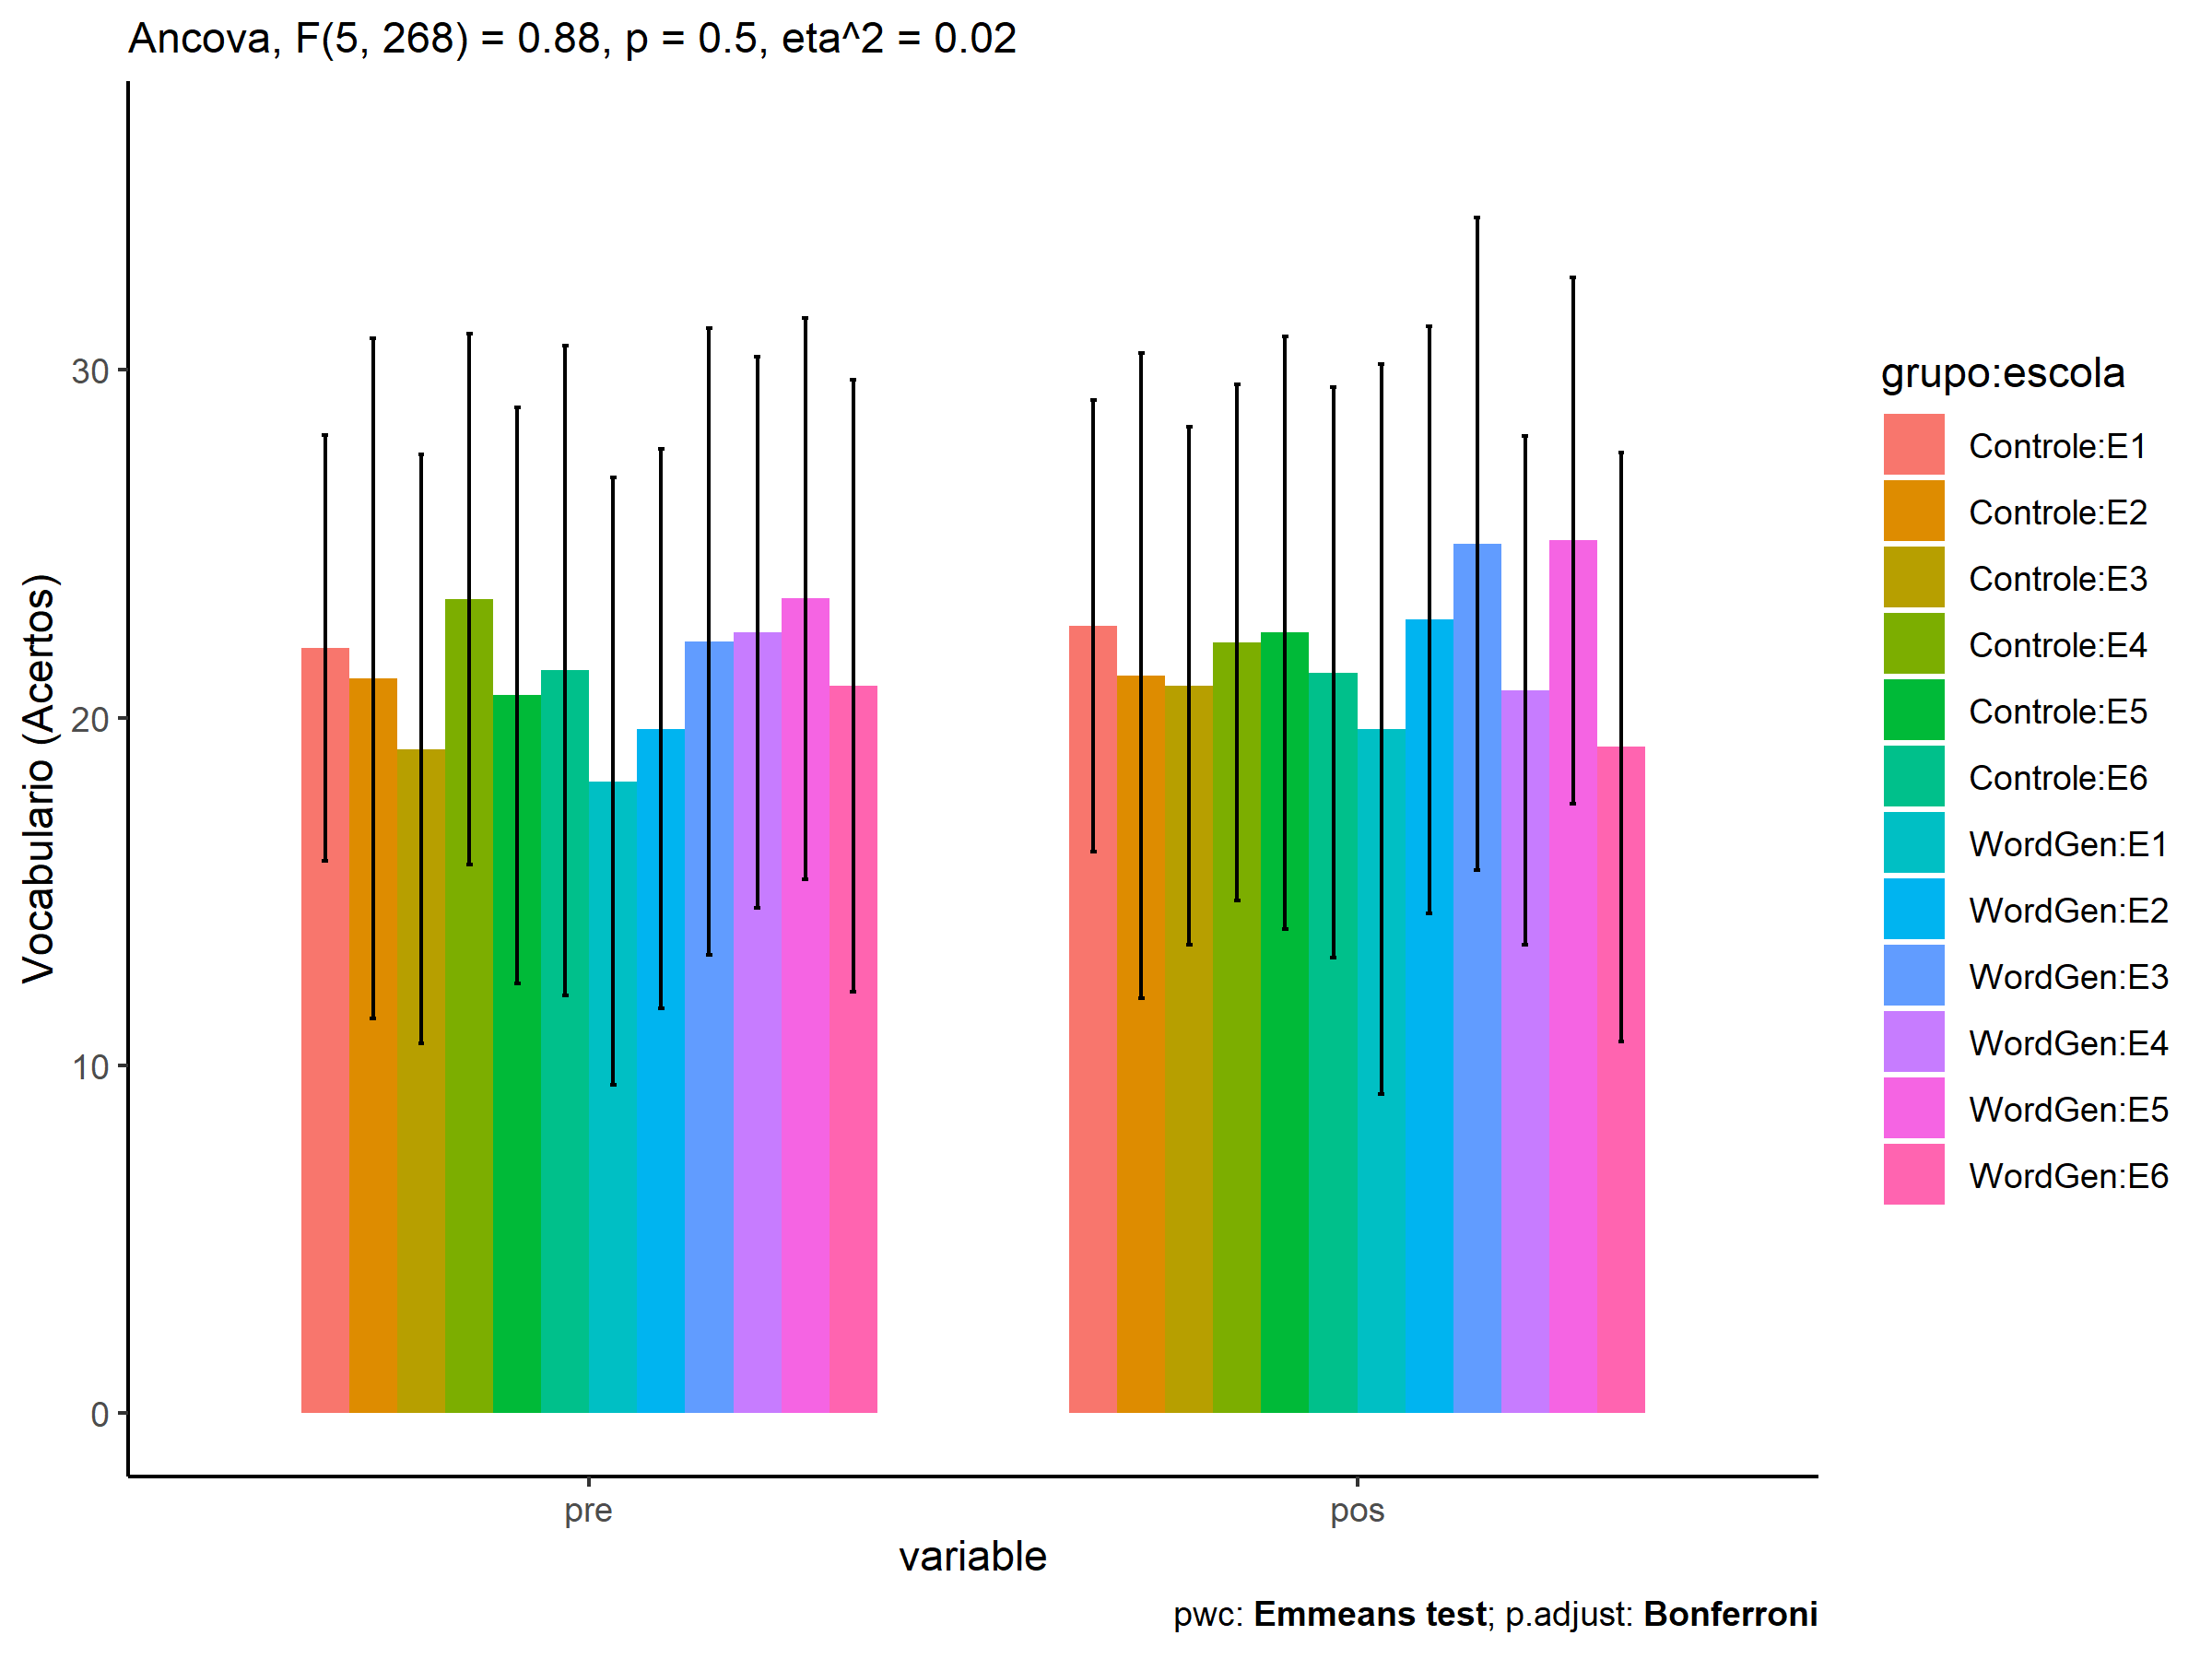 Ancova, F(5, 268) = 0.88, p = 0.5, eta^2 = 0.02
Vocabulario (Acertos)
30
20
10
0
pre
pos
variable
grupo:escola
Controle:E1
Controle:E2
Controle:E3
Controle:E4
Controle:E5
Controle:E6
WordGen:E1
WordGen:E2
WordGen:E3
WordGen:E4
WordGen:E5
WordGen:E6
pwc: Emmeans test; p.adjust: Bonferroni